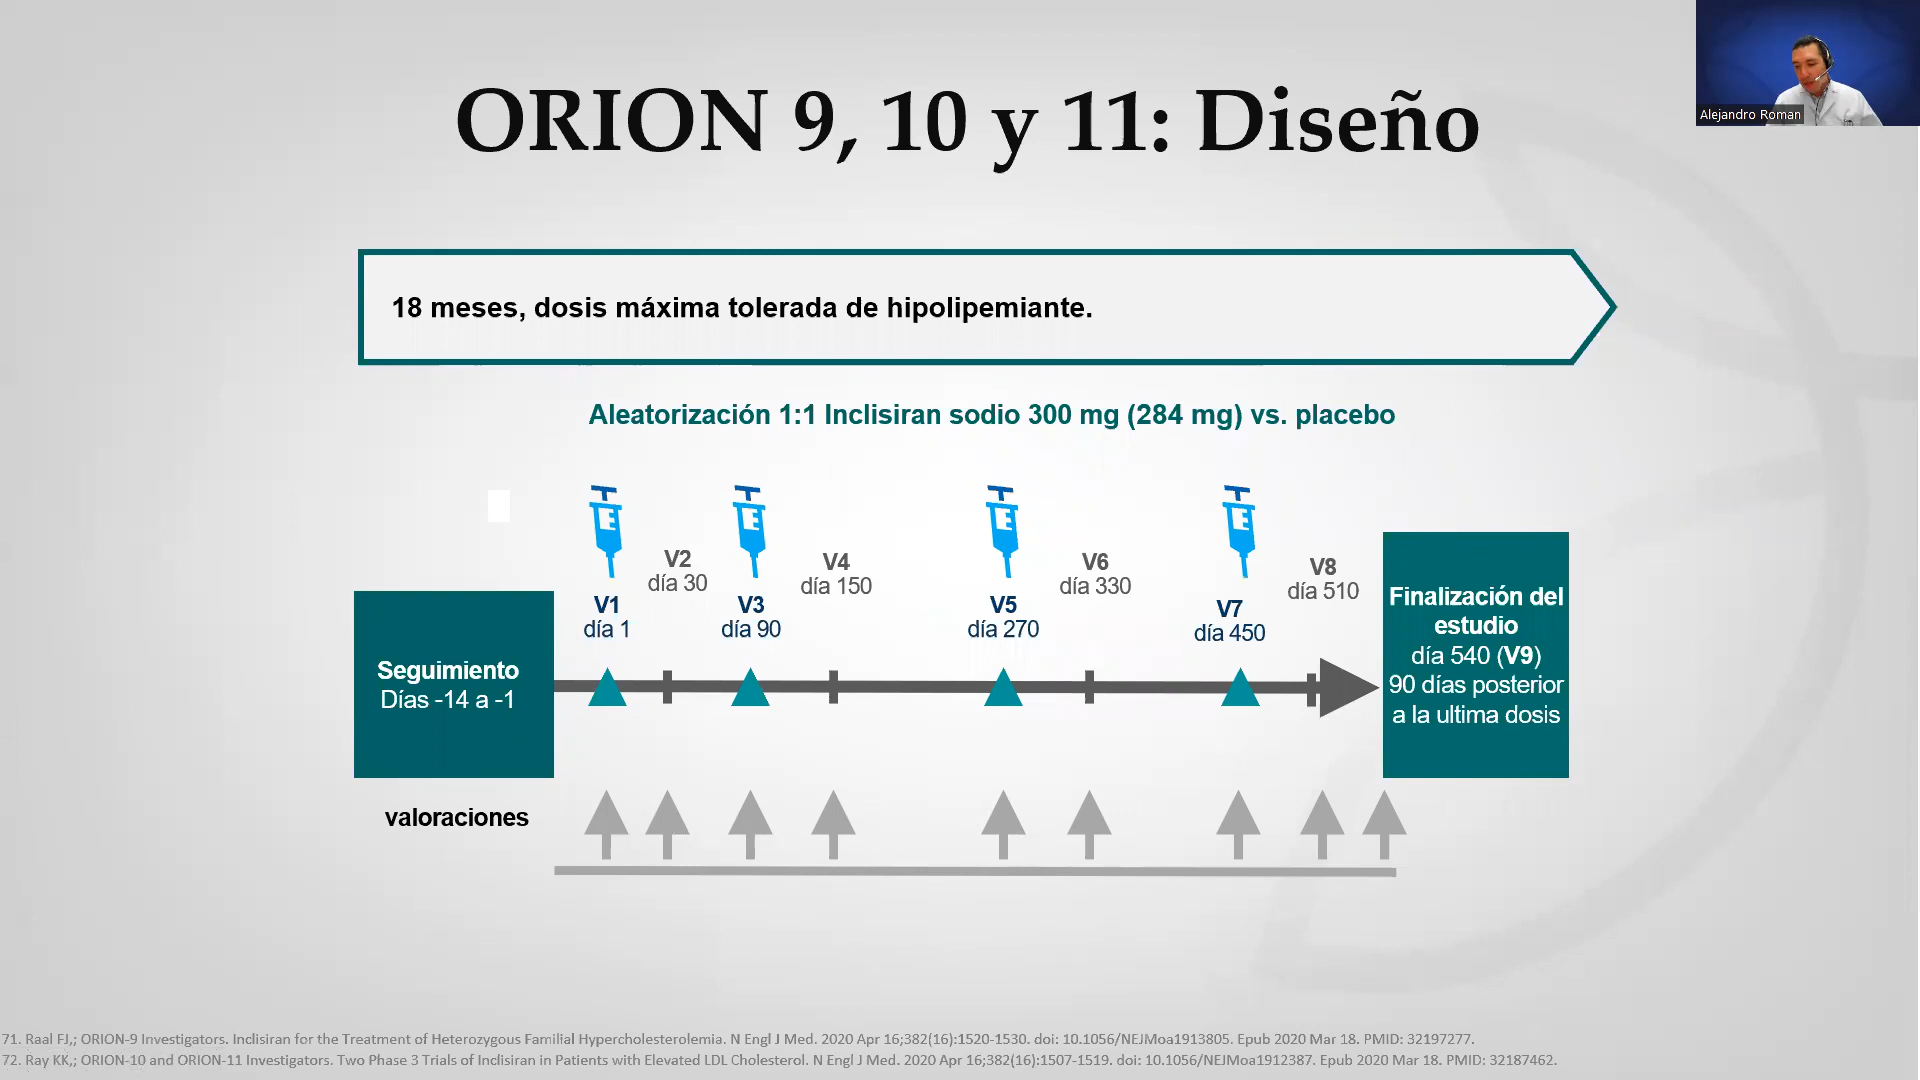 Alejandro Roman
ORION 9, 10 y 11: Diseño
18 meses, dosis máxima tolerada de hipolipemiante.
Aleatorización 1:1 Inclisiran sodio 300 mg (284 mg) vs. placebo
V1
día 1
V2
día 30
V3
día 90
V4
día 150
V5
día 270
V6
día 330
V7
día 450
V8
día 510
Seguimiento
Días -14 a -1
Finalización del
estudio
día 540 (V9)
90 días posterior
a la ultima dosis
valoraciones
71. Raal FJ,; ORION-9 Investigators. Inclisiran for the Treatment of Heterozygous Familial Hypercholesterolemia. N Engl J Med. 2020 Apr 16;382(16):1520-1530. doi: 10.1056/NEJMoa1913805. Epub 2020 Mar 18. PMID: 32197277.
72. Ray KK,; ORION-10 and ORION-11 Investigators. Two Phase 3 Trials of Inclisiran in Patients with Elevated LDL Cholesterol. N Engl J Med. 2020 Apr 16;382(16):1507-1519. doi: 10.1056/NEJMoa1912387. Epub 2020 Mar 18. PMID: 32187462.